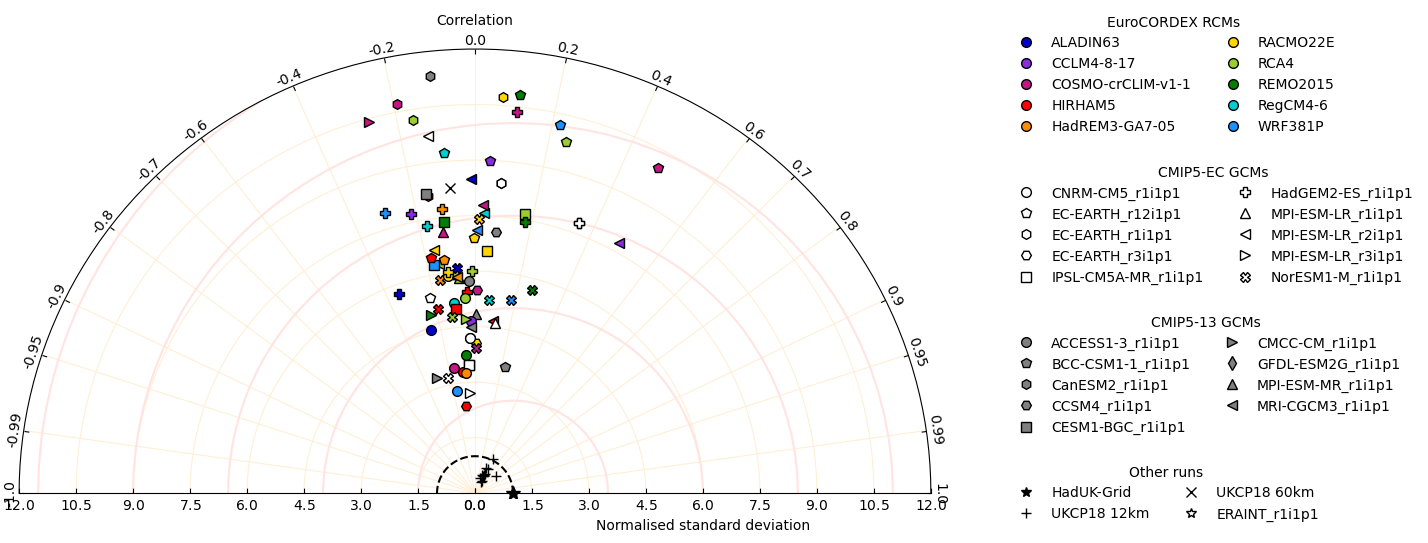 Correlation
0.0
-0.2
0.2
-0.4
0.4
-0.6
0.6
-0.7
0.7
-0.8
0.8
-0.9
0.9
-0.95
0.95
-0.99
0.99
-1.0
1.0
12.0 10.5 9.0 7.5 6.0 4.5 3.0 1.5 0.0 1.5 3.0 4.5 6.0 7.5 9.0 10.5 12.0
Normalised standard deviation
EuroCORDEX RCMs
ALADIN63
CCLM4-8-17
COSMO-crCLIM-v1-1
HIRHAM5
HadREM3-GA7-05
RACMO22E
RCA4
REMO2015
RegCM4-6
WRF381P
CMIP5-EC GCMs
CNRM-CM5_r1i1p1
EC-EARTH_r12i1p1
EC-EARTH_r1i1p1
EC-EARTH_r3i1p1
IPSL-CM5A-MR_r1i1p1
HadGEM2-ES_r1i1p1
MPI-ESM-LR_r1i1p1
MPI-ESM-LR_r2i1p1
MPI-ESM-LR_r3i1p1
NorESM1-M_r1i1p1
CMIP5-13 GCMs
ACCESS1-3_r1i1p1
BCC-CSM1-1_r1i1p1
CanESM2_r1i1p1
CCSM4_r1i1p1
CESM1-BGC_r1i1p1
CMCC-CM_r1i1p1
GFDL-ESM2G_r1i1p1
MPI-ESM-MR_r1i1p1
MRI-CGCM3_r1i1p1
Other runs
HadUK-Grid
UKCP18 12km
UKCP18 60km
ERAINT_r1i1p1